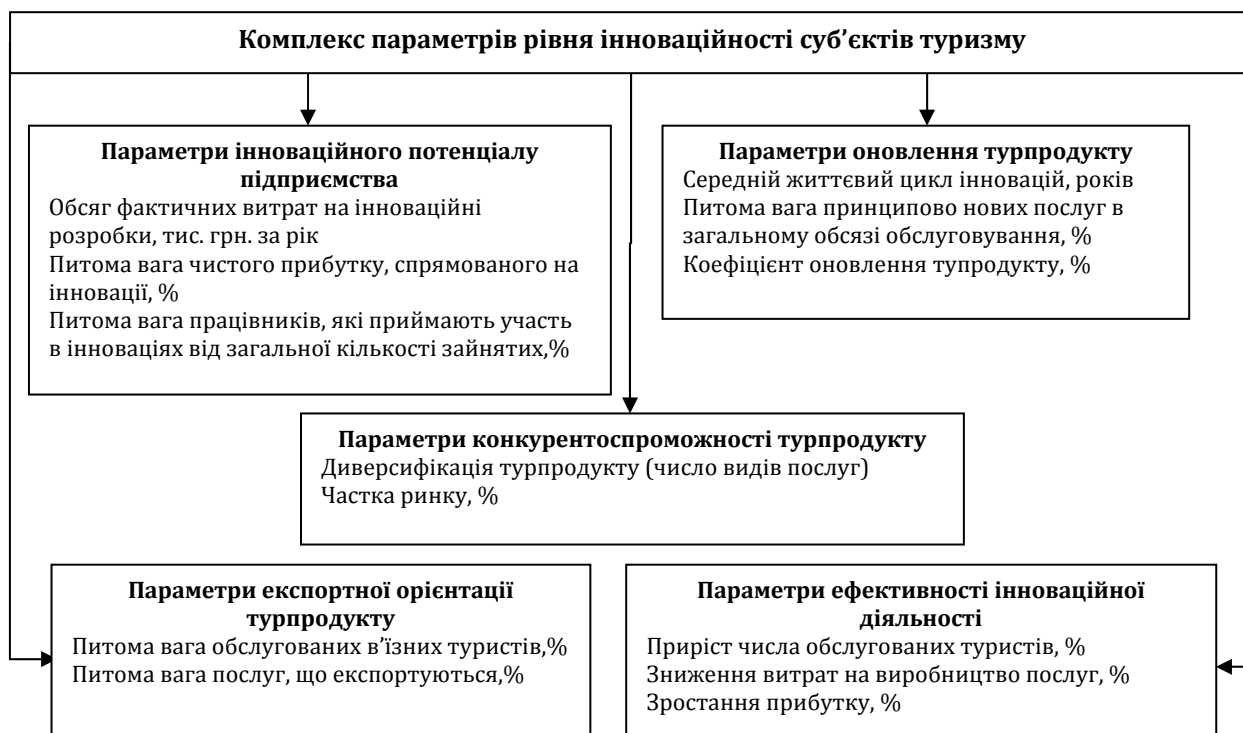 Комплекс параметрів рівня інноваційності суб’єктів туризму
Параметри інноваційного потенціалу
підприємства
Обсяг фактичних витрат на інноваційні
розробки, тис. грн. за рік
Питома вага чистого прибутку, спрямованого на
інновації, %
Питома вага працівників, які приймають участь
в інноваціях від загальної кількості зайнятих,%
Параметри оновлення турпродукту
Середній життєвий цикл інновацій, років
Питома вага принципово нових послуг в
загальному обсязі обслуговування, %
Коефіцієнт оновлення тупродукту, %
Параметри конкурентоспроможності турпродукту
Диверсифікація турпродукту (число видів послуг)
Частка ринку, %
Параметри експортної орієнтації
турпродукту
Питома вага обслугованих в’їзних туристів,%
Питома вага послуг, що експортуються,%
Параметри ефективності інноваційної
діяльності
Приріст числа обслугованих туристів, %
Зниження витрат на виробництво послуг, %
Зростання прибутку, %